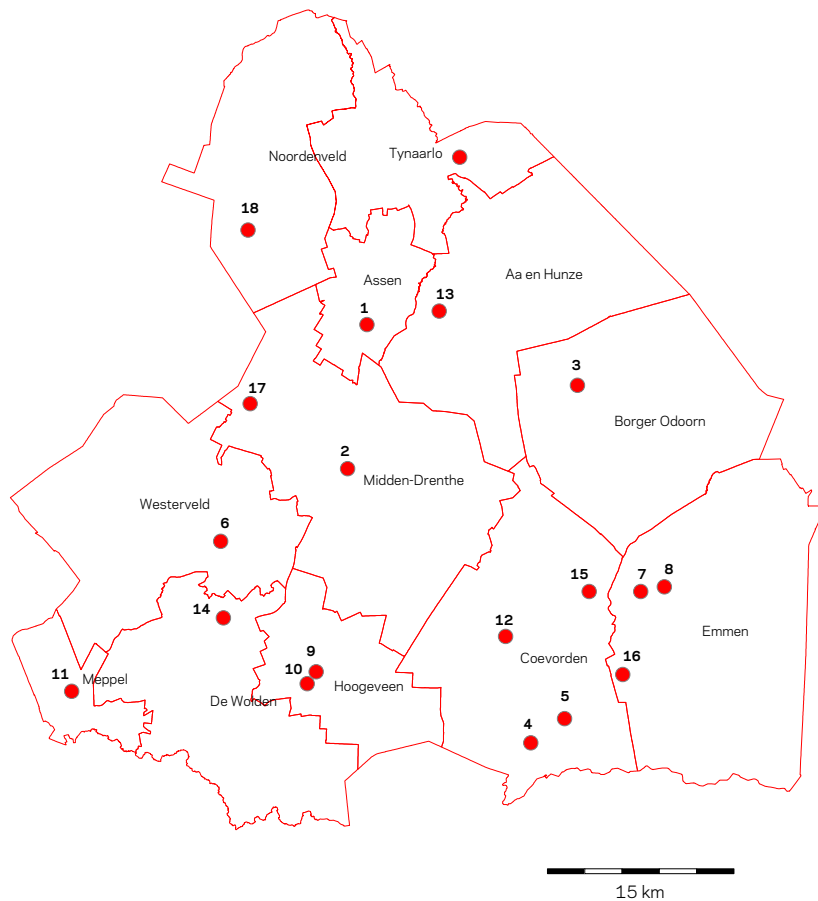 Noordenveld
Tynaarlo
18
Assen
Aa en Hunze
1
13
3
17
Borger Odoorn
2
Midden-Drenthe
Westerveld
6
15
7
8
14
12
Emmen
Coevorden
9
11
Meppel
10
Hoogeveen
16
De Wolden
5
4
15 km